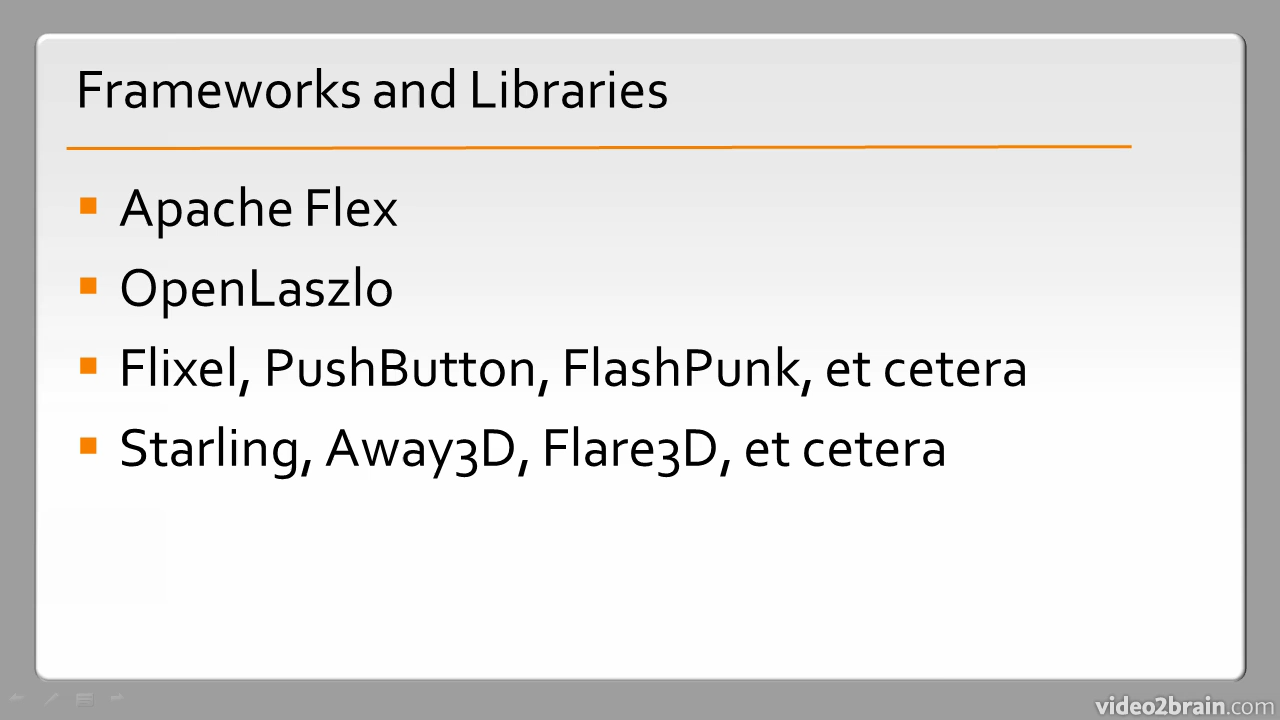 Frameworks and Libraries
Apache Flex
OpenLaszlo
Flixel, PushButton, FlashPunk, et cetera
Starling, Away3D, Flare3D, et cetera
video2brain.com